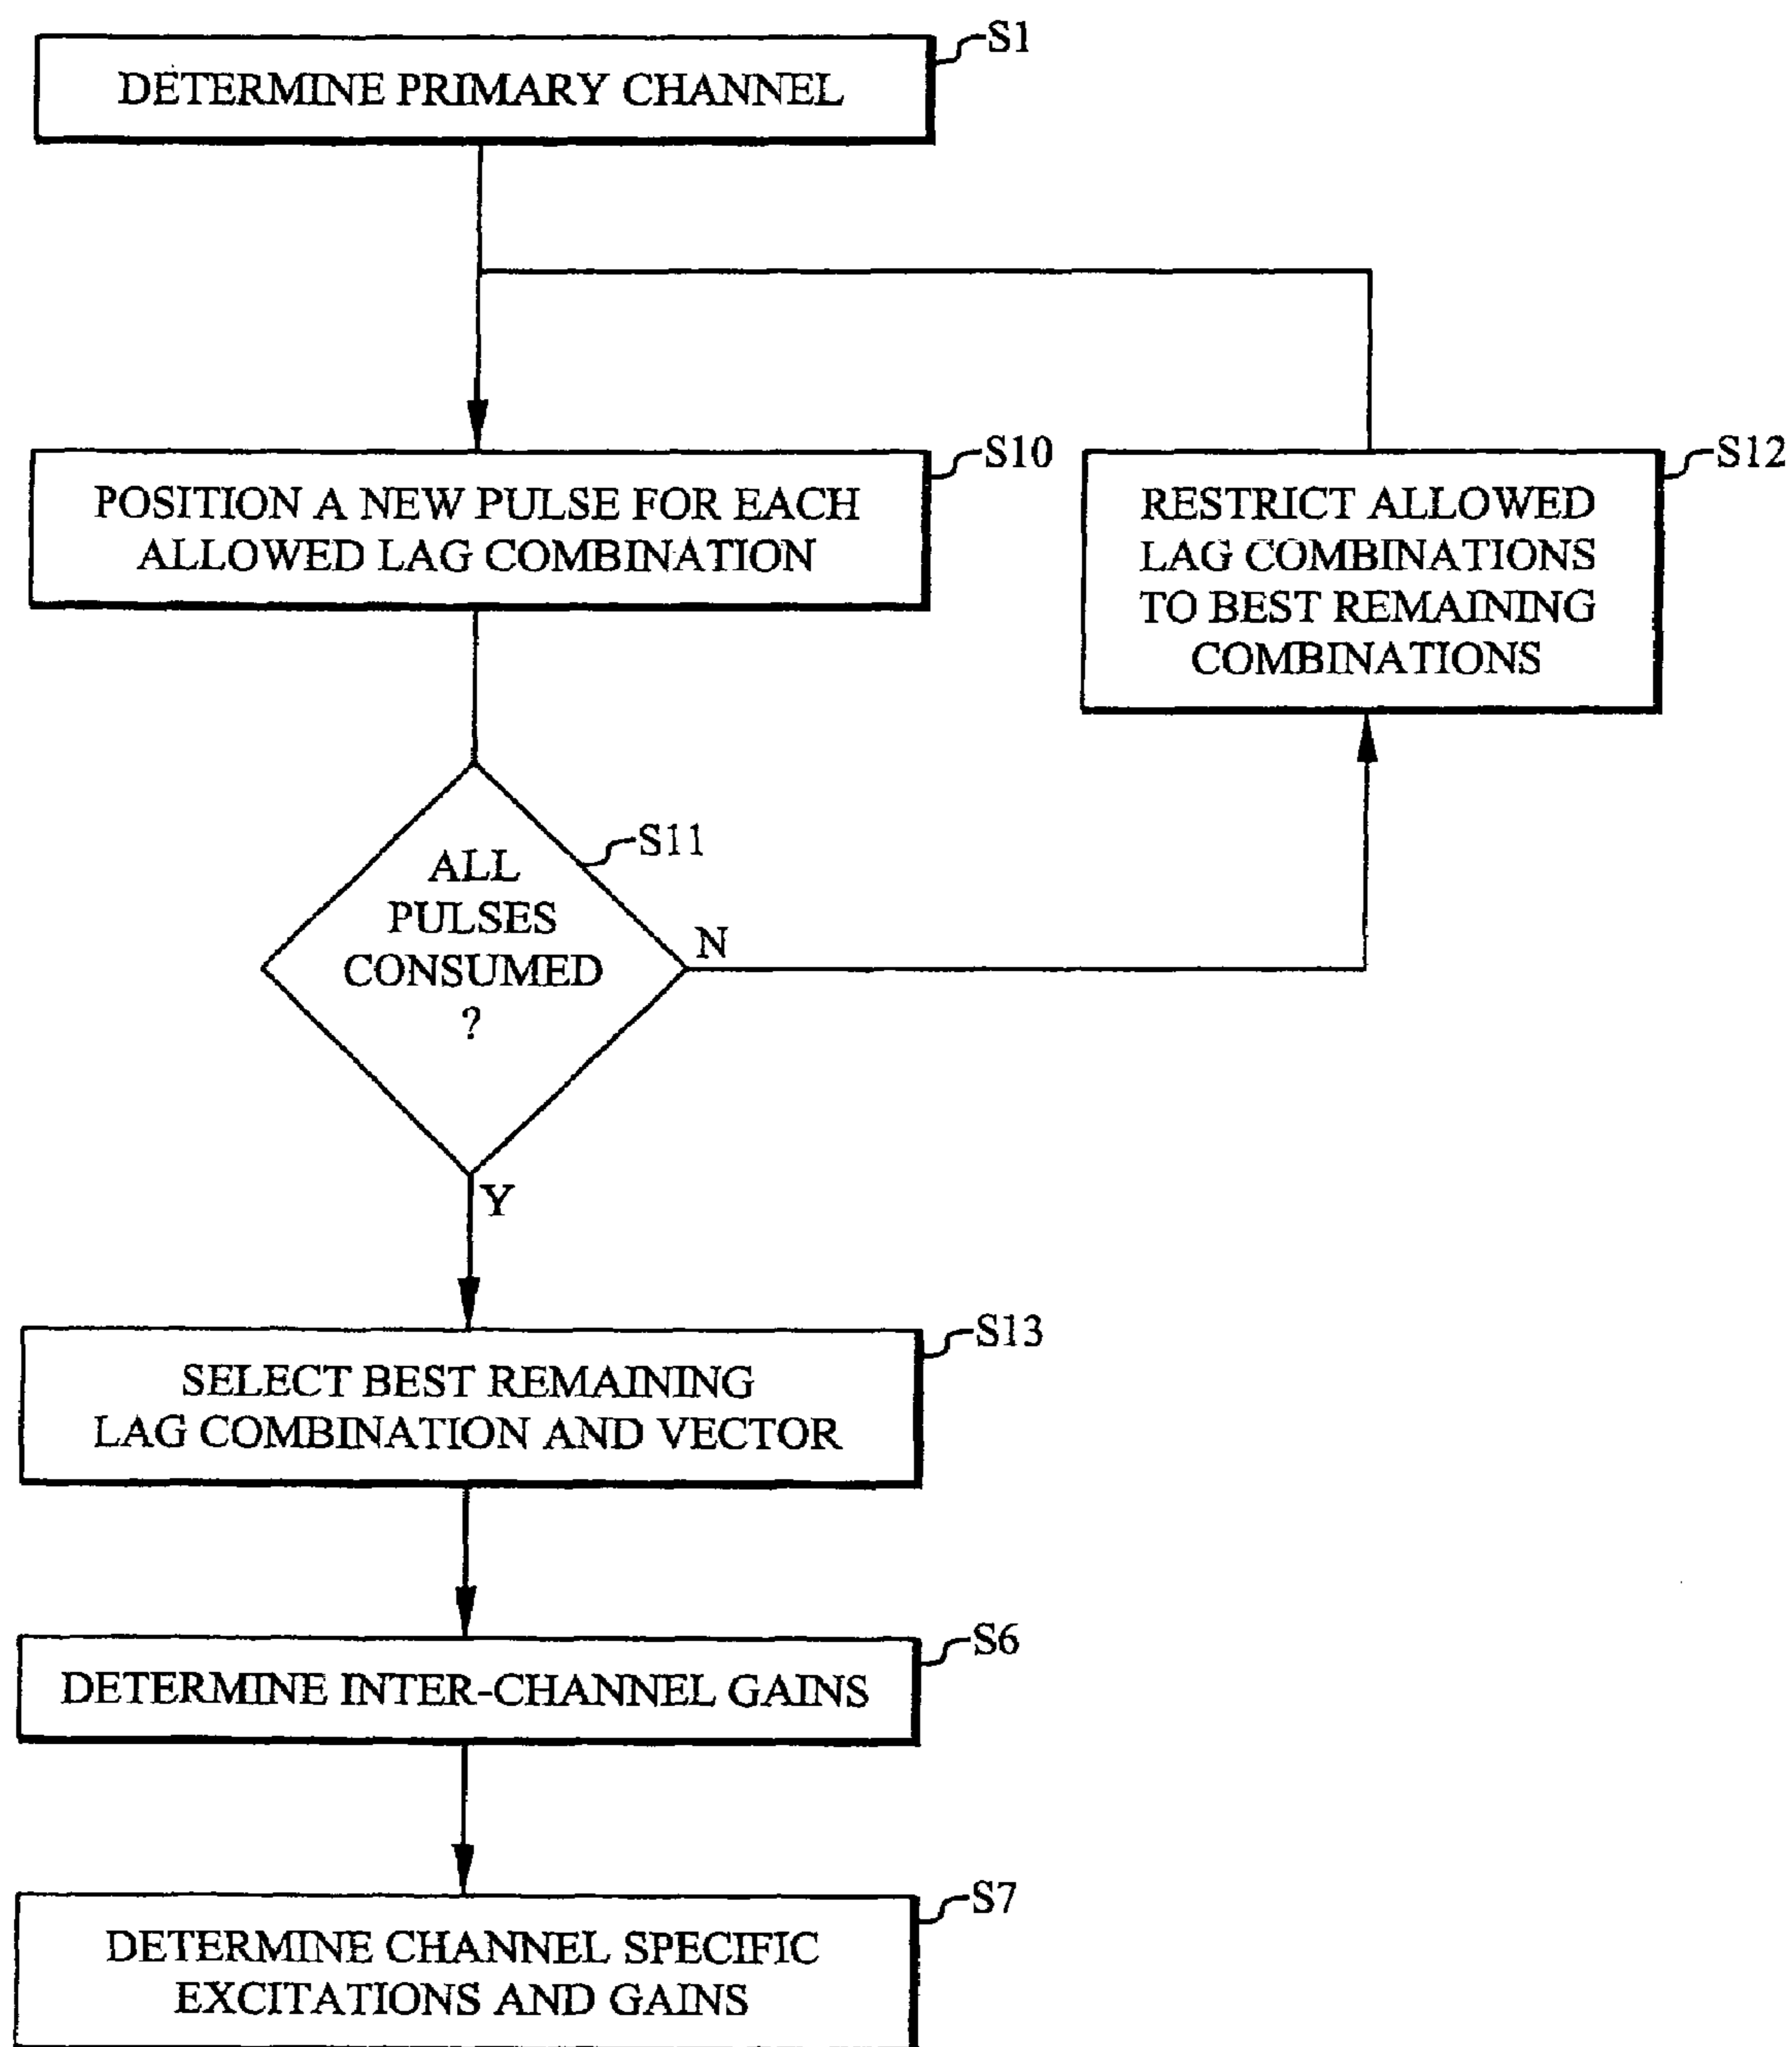 S1
DETERMINE PRIMARY CHANNEL
S10
POSITION A NEW PULSE FOR EACH
ALLOWED LAG COMBINATION
S12
RESTRICT ALLOWED
LAG COMBINATIONS
TO BEST REMAINING
COMBINATIONS
S11
ALL
PULSES
CONSUMED
?
N
Y
S13
SELECT BEST REMAINING
LAG COMBINATION AND VECTOR
S6
DETERMINE INTER-CHANNEL GAINS
S7
DETERMINE CHANNEL SPECIFIC
EXCITATIONS AND GAINS